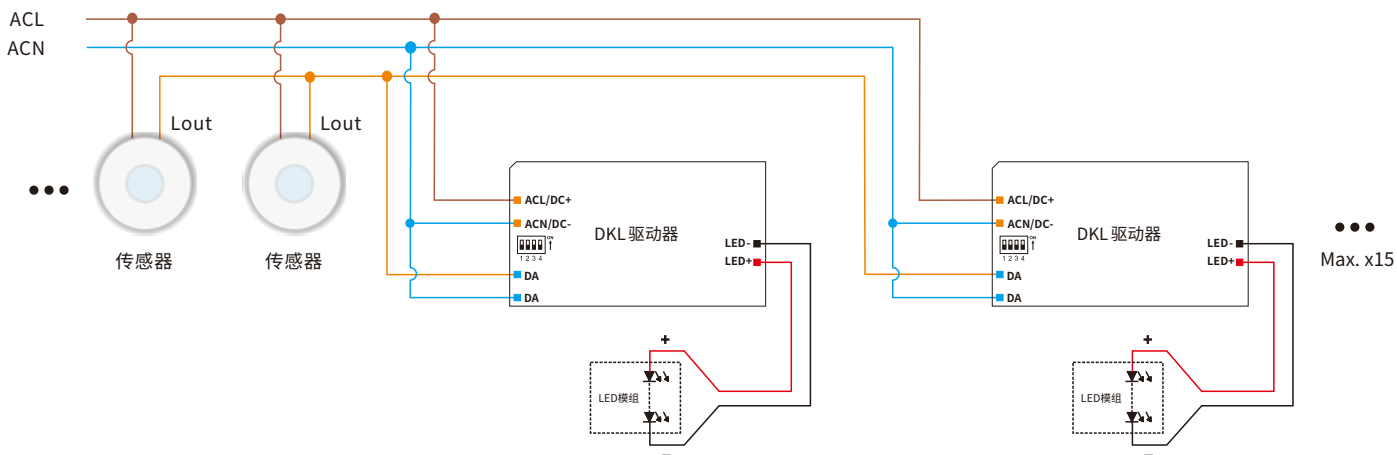 ACL
ACN
Lout
Lout
传感器
传感器
ACL/DC+
ACN/DC-
ON
1 2 3 4
DA
DA
DKL 驱动器
LED-
LED+
+
LED模组
-
ACL/DC+
ACN/DC-
ON
1 2 3 4
DA
DA
DKL 驱动器
LED-
LED+
+
LED模组
-
Max. x15